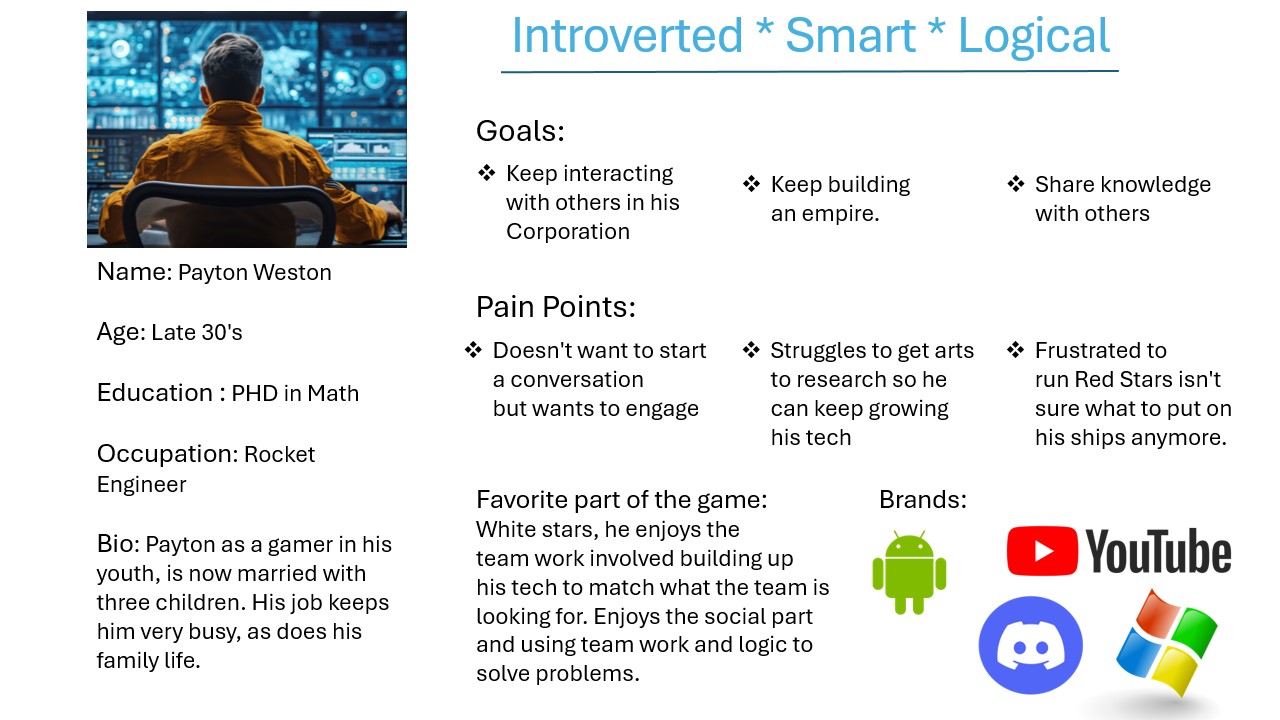 Introverted * Smart * Logical
Name: Payton Weston
Age: Late 30's
Education : PHD in Math
Occupation: Rocket
Engineer
Bio: Payton as a gamer in his
youth, is now married with
three children. His job keeps
him very busy, as does his
family life.
Goals:
❖ Keep interacting
with others in his
Corporation
❖ Keep building
an empire.
❖ Share knowledge
with others
Pain Points:
❖ Doesn't want to start
a conversation
but wants to engage
❖ Struggles to get arts
to research so he
can keep growing
his tech
❖ Frustrated to
run Red Stars isn't
sure what to put on
his ships anymore.
Favorite part of the game:
White stars, he enjoys the
team work involved building up
his tech to match what the team is
looking for. Enjoys the social part
and using team work and logic to
solve problems.
Brands:
YouTube